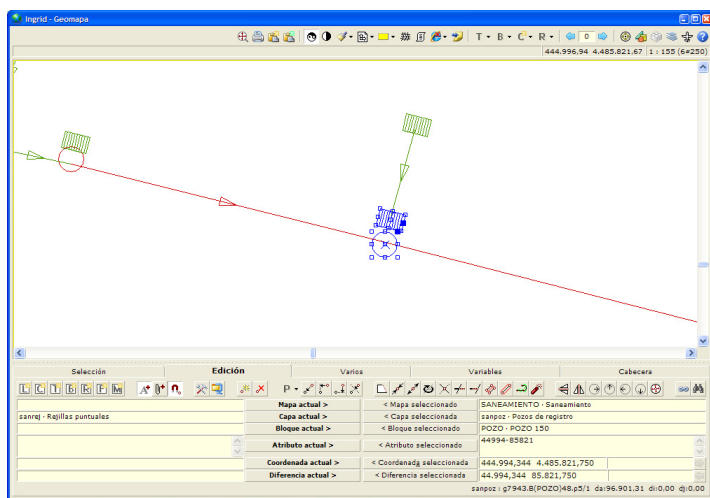 Ingrid - Geomapa
T B C R 0
444.996,94 4.485.821,67 1 : 155 (6#250)
Selección Edición Varios Variables Cabecera
L C T B R F M A P
Mapa actual > < Mapa seleccionado SANEAMIENTO · Saneamiento
sanrej · Rejillas puntuales Capa actual > < Capa seleccionada sanpoz · Pozos de registro
Bloque actual > < Bloque seleccionado POZO · POZO 150
Atributo actual > < Atributo seleccionado 44994-85821
Coordenada actual > < Coordenada seleccionada 444.994,344 4.485.821,750
Diferencia actual > < Diferencia seleccionada 444.994,344 85.821,750
sanpoz : g7943.B(POZO)48.p5/1 da:96.901,31 di:0,00 dj:0,00